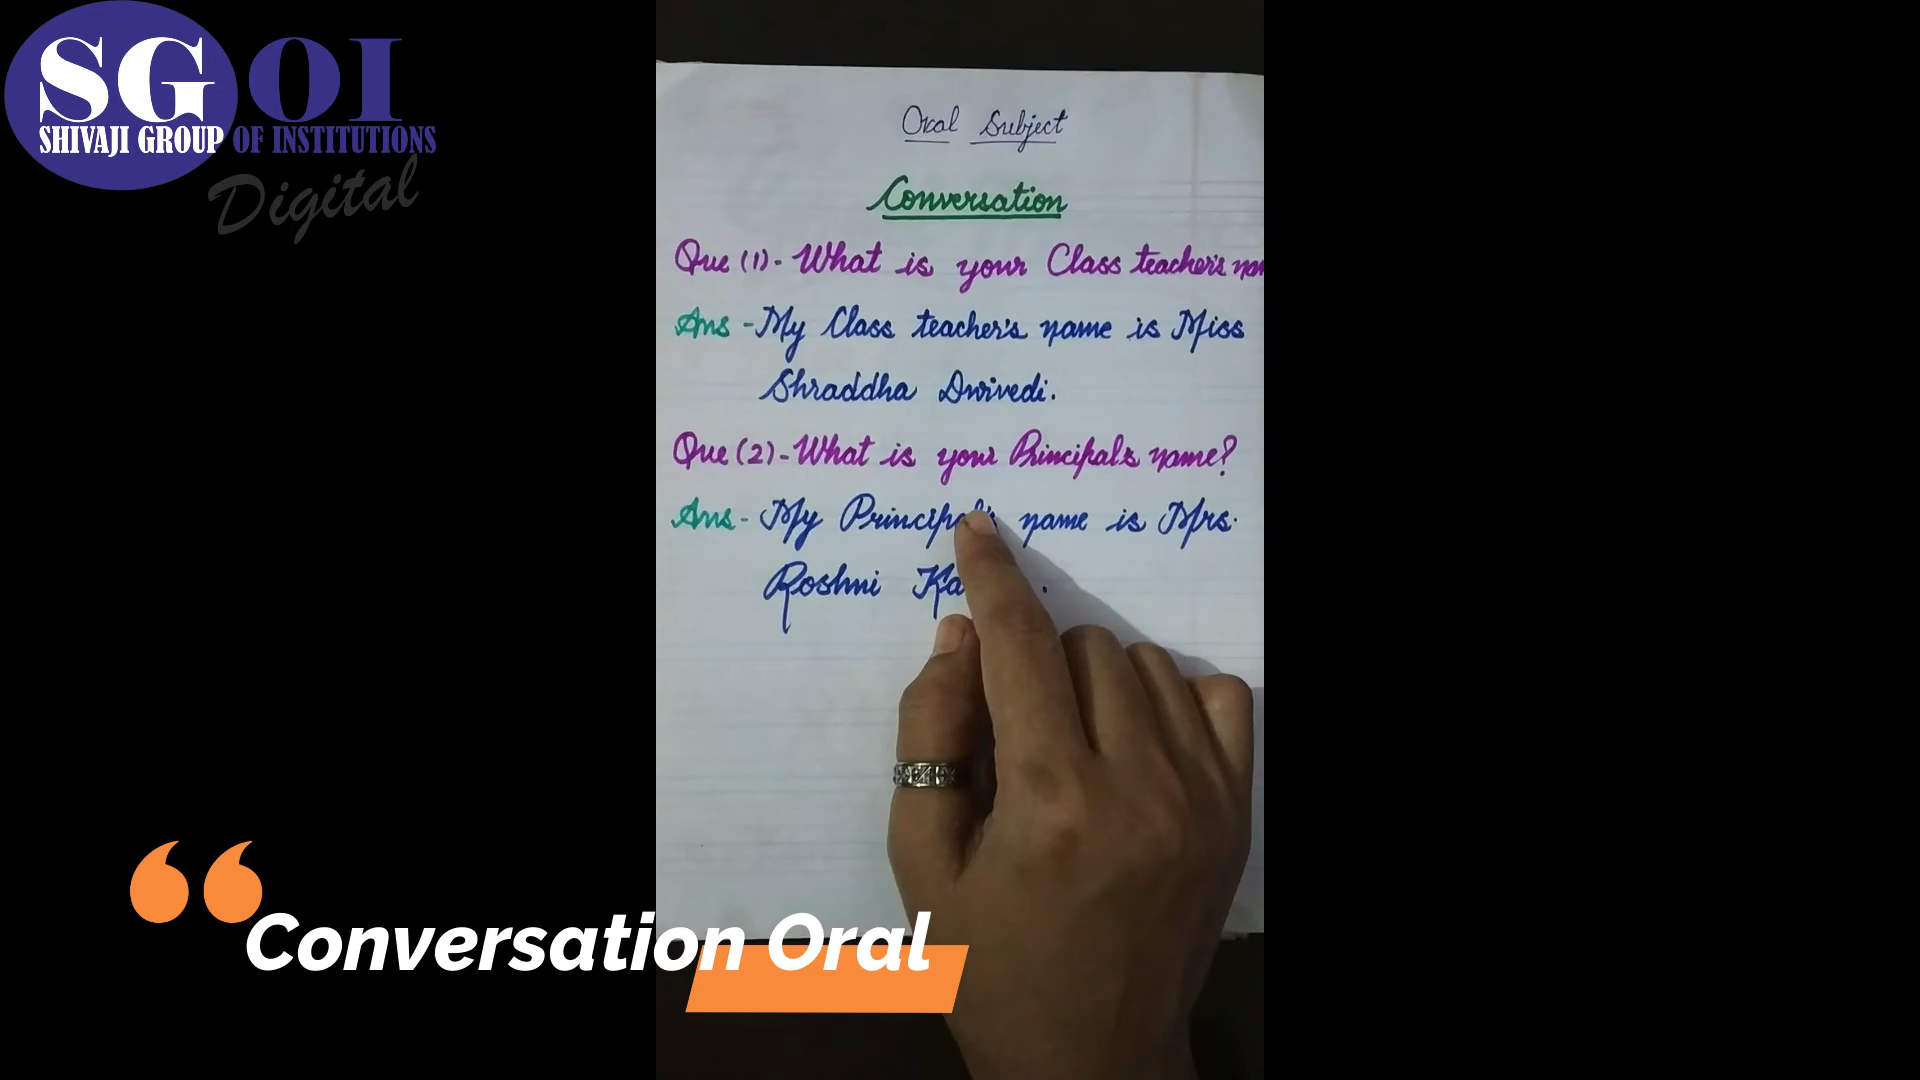 SGOI
SHIVAJI GROUP OF INSTITUTIONS
Digital
Oral Subject
Conversation
Que (1)- What is your Class teacher's
Ans - My Class teacher's name is Miss
Shraddha Dwivedi.
Que (2)- What is your Principal's name?
Ans - My Principal's name is Mrs.
Roshni
Conversation Oral